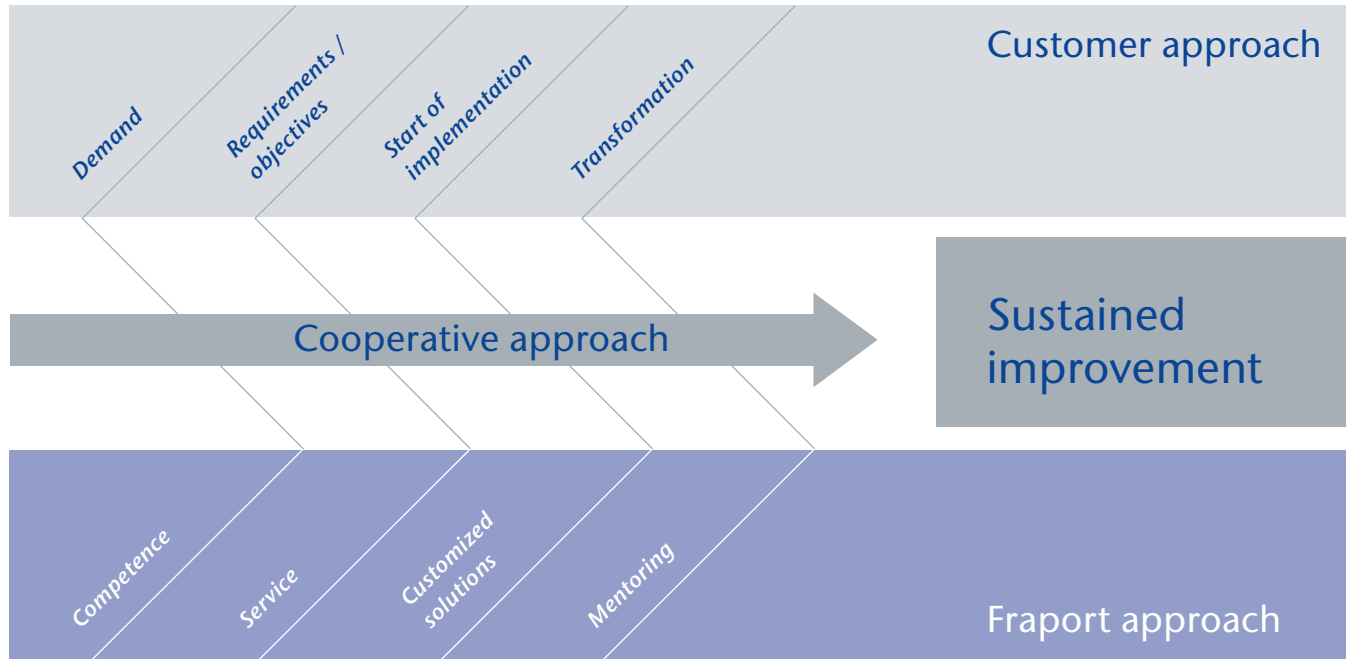 Customer approach
Demand
Requirements /
objectives
Start of
implementation
Transformation
Cooperative approach
Sustained
improvement
Competence
Service
Customized
solutions
Mentoring
Fraport approach